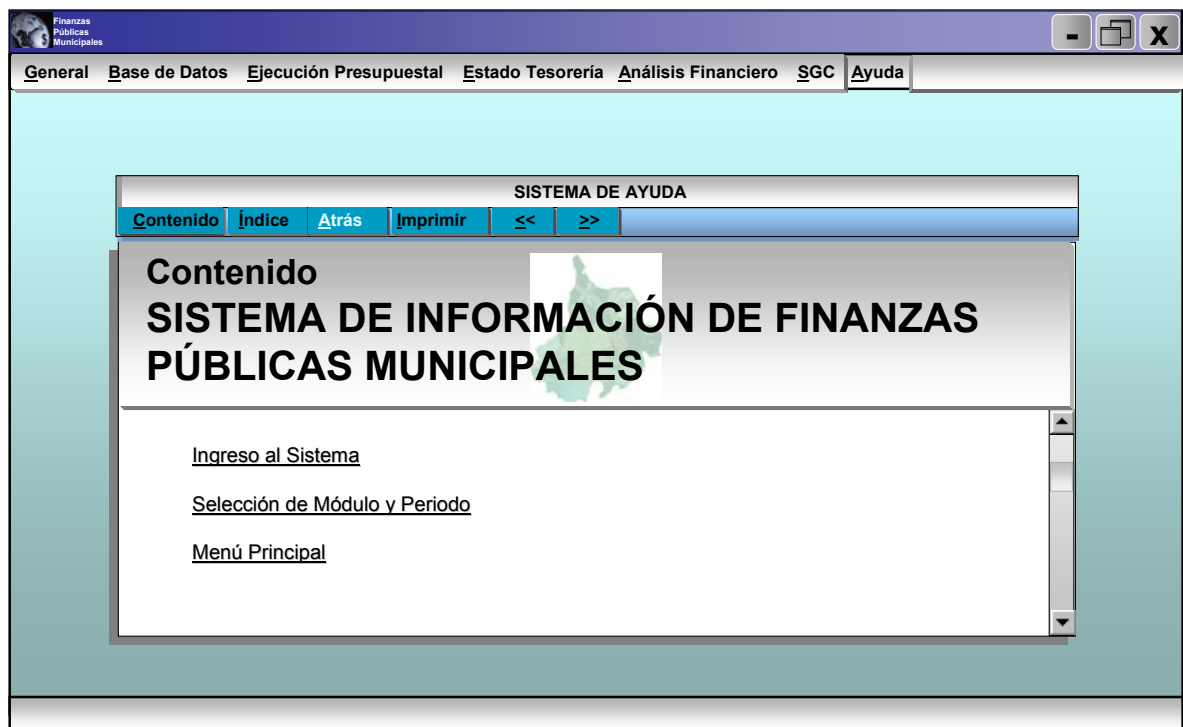 Finanzas
Públicas
Municipales
- X
General Base de Datos Ejecución Presupuestal Estado Tesorería Análisis Financiero SGC Ayuda
SISTEMA DE AYUDA
Contenido Índice Atrás Imprimir << >>
Contenido
SISTEMA DE INFORMACIÓN DE FINANZAS
PÚBLICAS MUNICIPALES
Ingreso al Sistema
Selección de Módulo y Periodo
Menú Principal